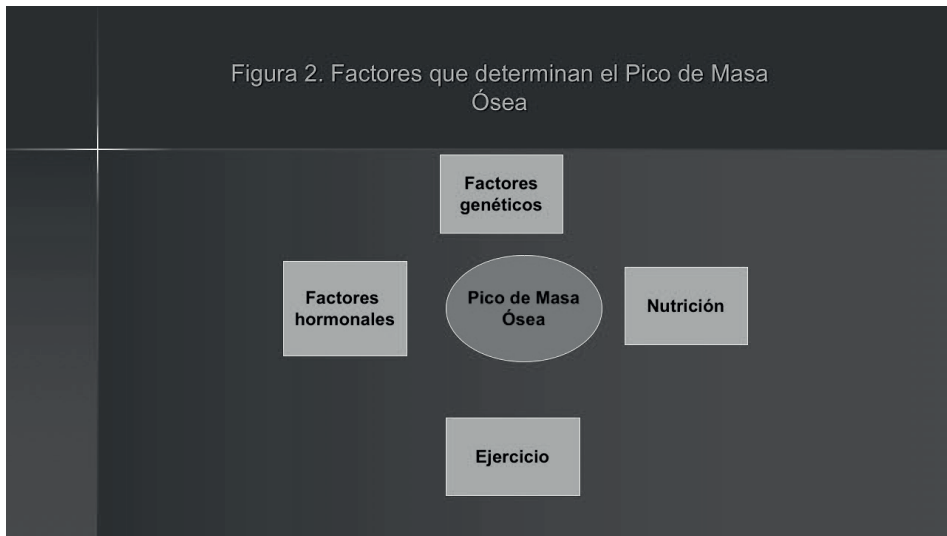 Figura 2. Factores que determinan el Pico de Masa
Ósea
Factores
genéticos
Factores
hormonales
Pico de Masa
Ósea
Nutrición
Ejercicio